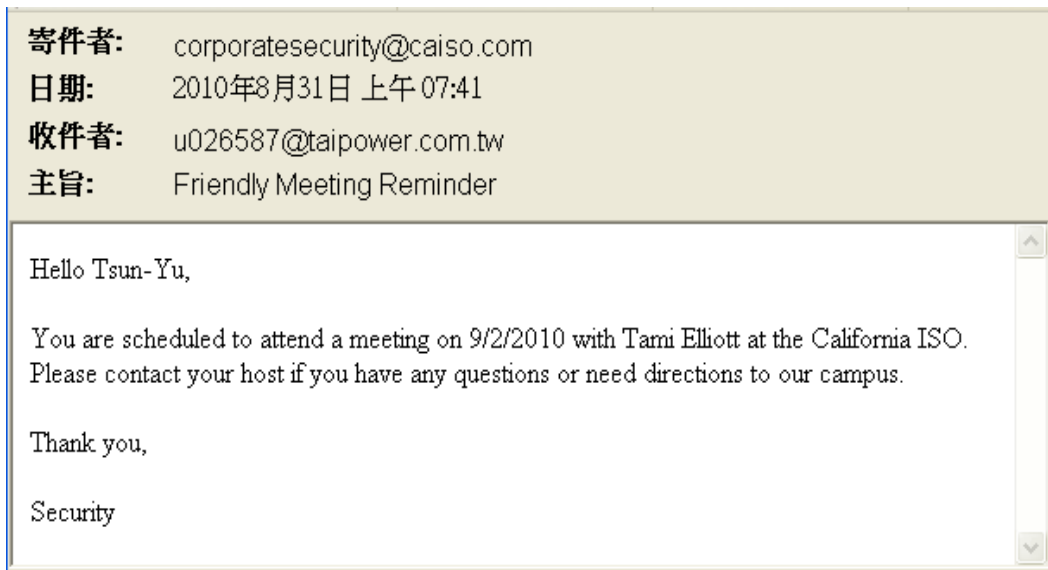 寄件者: corporatesecurity@caiso.com
日期: 2010年8月31日 上午 07:41
收件者: u026587@taipower.com.tw
主旨: Friendly Meeting Reminder
Hello Tsun-Yu,
You are scheduled to attend a meeting on 9/2/2010 with Tami Elliott at the California ISO.
Please contact your host if you have any questions or need directions to our campus.
Thank you,
Security